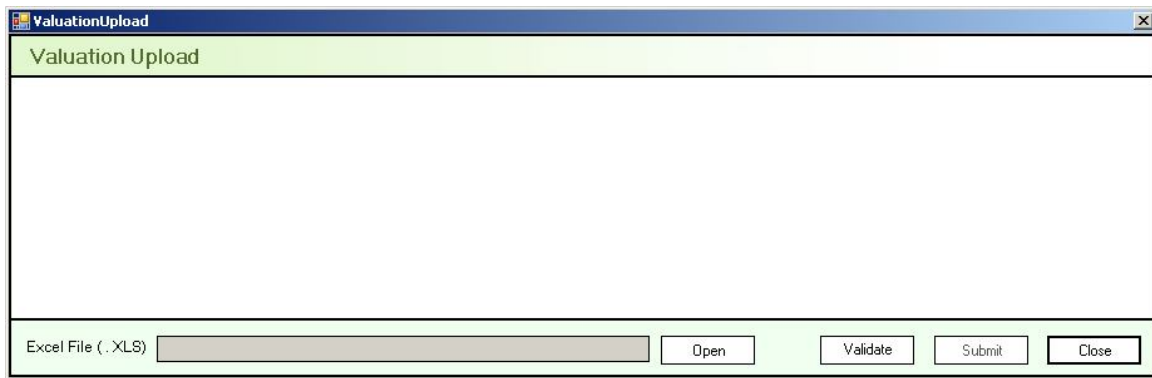 ValuationUpload
Valuation Upload
Excel File ( . XLS)
Open
Validate
Submit
Close